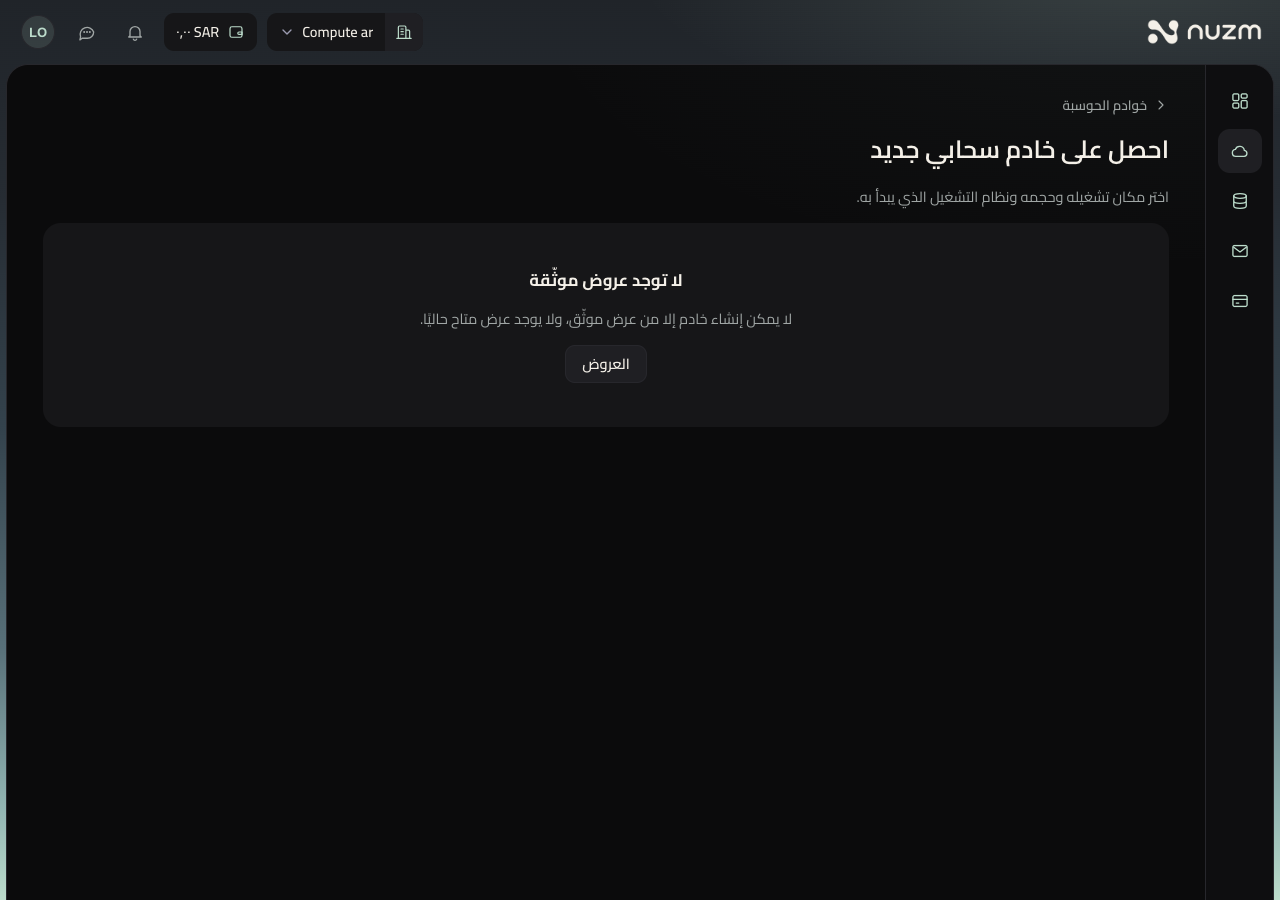 nuzm
Compute ar
٠,٠٠ SAR
LO
خوادم الحوسبة
احصل على خادم سحابي جديد
اختر مكان تشغيله وحجمه ونظام التشغيل الذي يبدأ به.
لا توجد عروض موثّقة
لا يمكن إنشاء خادم إلا من عرض موثّق، ولا يوجد عرض متاح حاليًا.
العروض